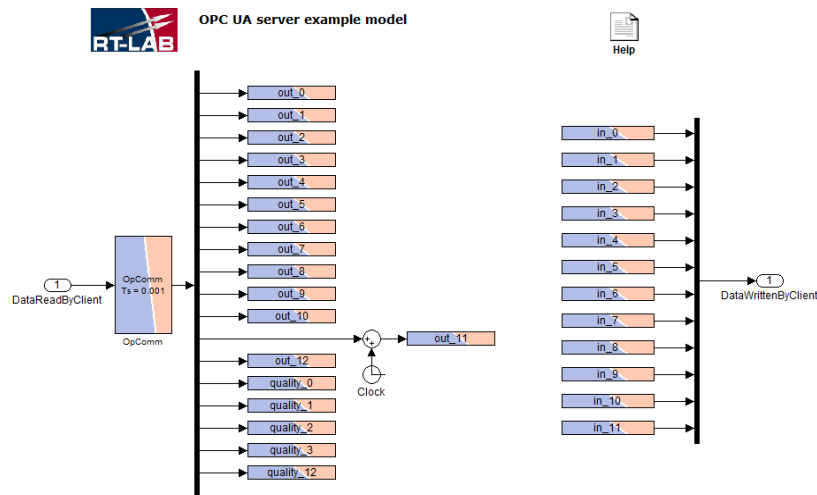 RT-LAB
OPC UA server example model
Help
out_0
out_1
out_2
out_3
out_4
out_5
out_6
out_7
out_8
out_9
out_10
out_11
out_12
quality_0
quality_1
quality_2
quality_3
quality_12
1
DataReadByClient
OpComm
Ts = 0.001
OpComm
+
+
Clock
in_0
in_1
in_2
in_3
in_4
in_5
in_6
in_7
in_8
in_9
in_10
in_11
1
DataWrittenByClient